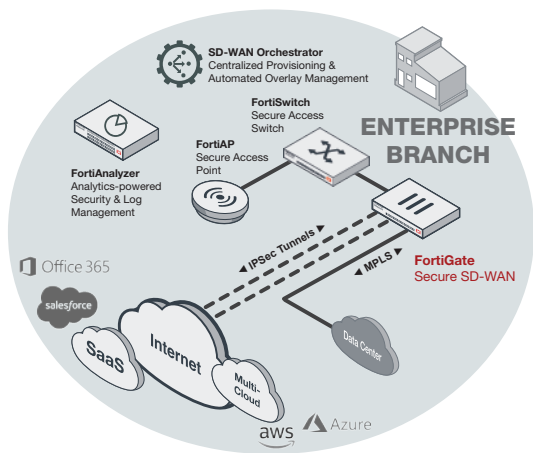 SD-WAN Orchestrator
Centralized Provisioning &
Automated Overlay Management
FortiSwitch
Secure Access
Switch
ENTERPRISE
BRANCH
FortiAP
Secure Access
Point
FortiAnalyzer
Analytics-powered
Security & Log
Management
◄ IPSec Tunnels ►
◄ MPLS ►
FortiGate
Secure SD-WAN
Office 365
salesforce
SaaS
Internet
Multi-
Cloud
Data Center
aws
Azure